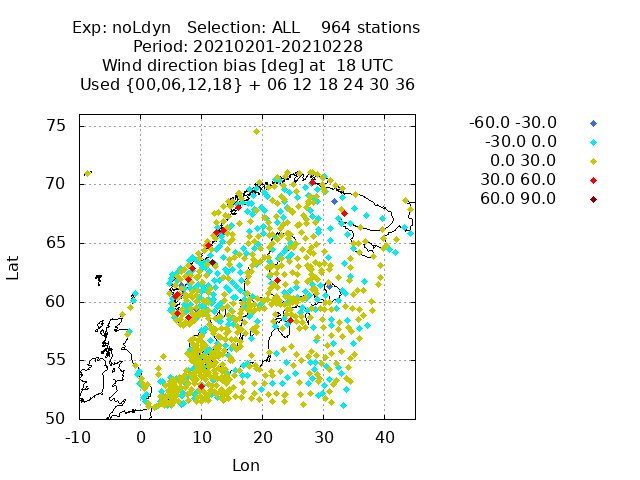 Exp: noLdyn   Selection: ALL    964 stations
Period: 20210201-20210228
Wind direction bias [deg] at  18 UTC
Used {00,06,12,18} + 06 12 18 24 30 36
-60.0 -30.0
-30.0 0.0
0.0 30.0
30.0 60.0
60.0 90.0
75
70
65
60
55
50
Lat
-10 0 10 20 30 40
Lon